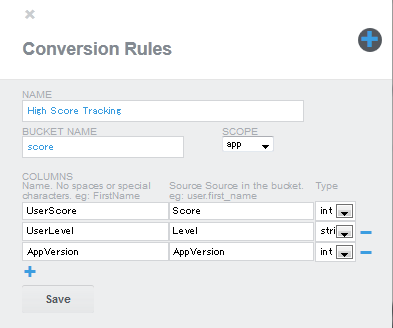 Conversion Rules
NAME
High Score Tracking
BUCKET NAME
SCOPE
score
app
COLUMNS
Name. No spaces or special characters. eg: FirstName
Source Source in the bucket. eg: user.first_name
Type
UserScore Score int
UserLevel Level stri
AppVersion AppVersion int
Save